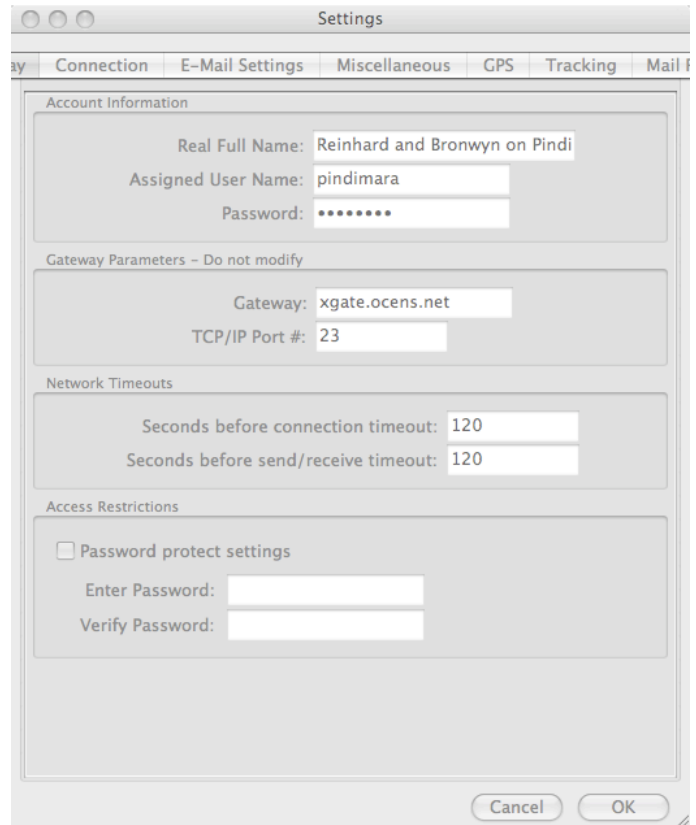 Settings
ay Connection E-Mail Settings Miscellaneous GPS Tracking Mail
Account Information
Real Full Name: Reinhard and Bronwyn on Pindi
Assigned User Name: pindimara
Password: ••••••••
Gateway Parameters - Do not modify
Gateway: xgate.ocens.net
TCP/IP Port #: 23
Network Timeouts
Seconds before connection timeout: 120
Seconds before send/receive timeout: 120
Access Restrictions
Password protect settings
Enter Password:
Verify Password:
Cancel OK